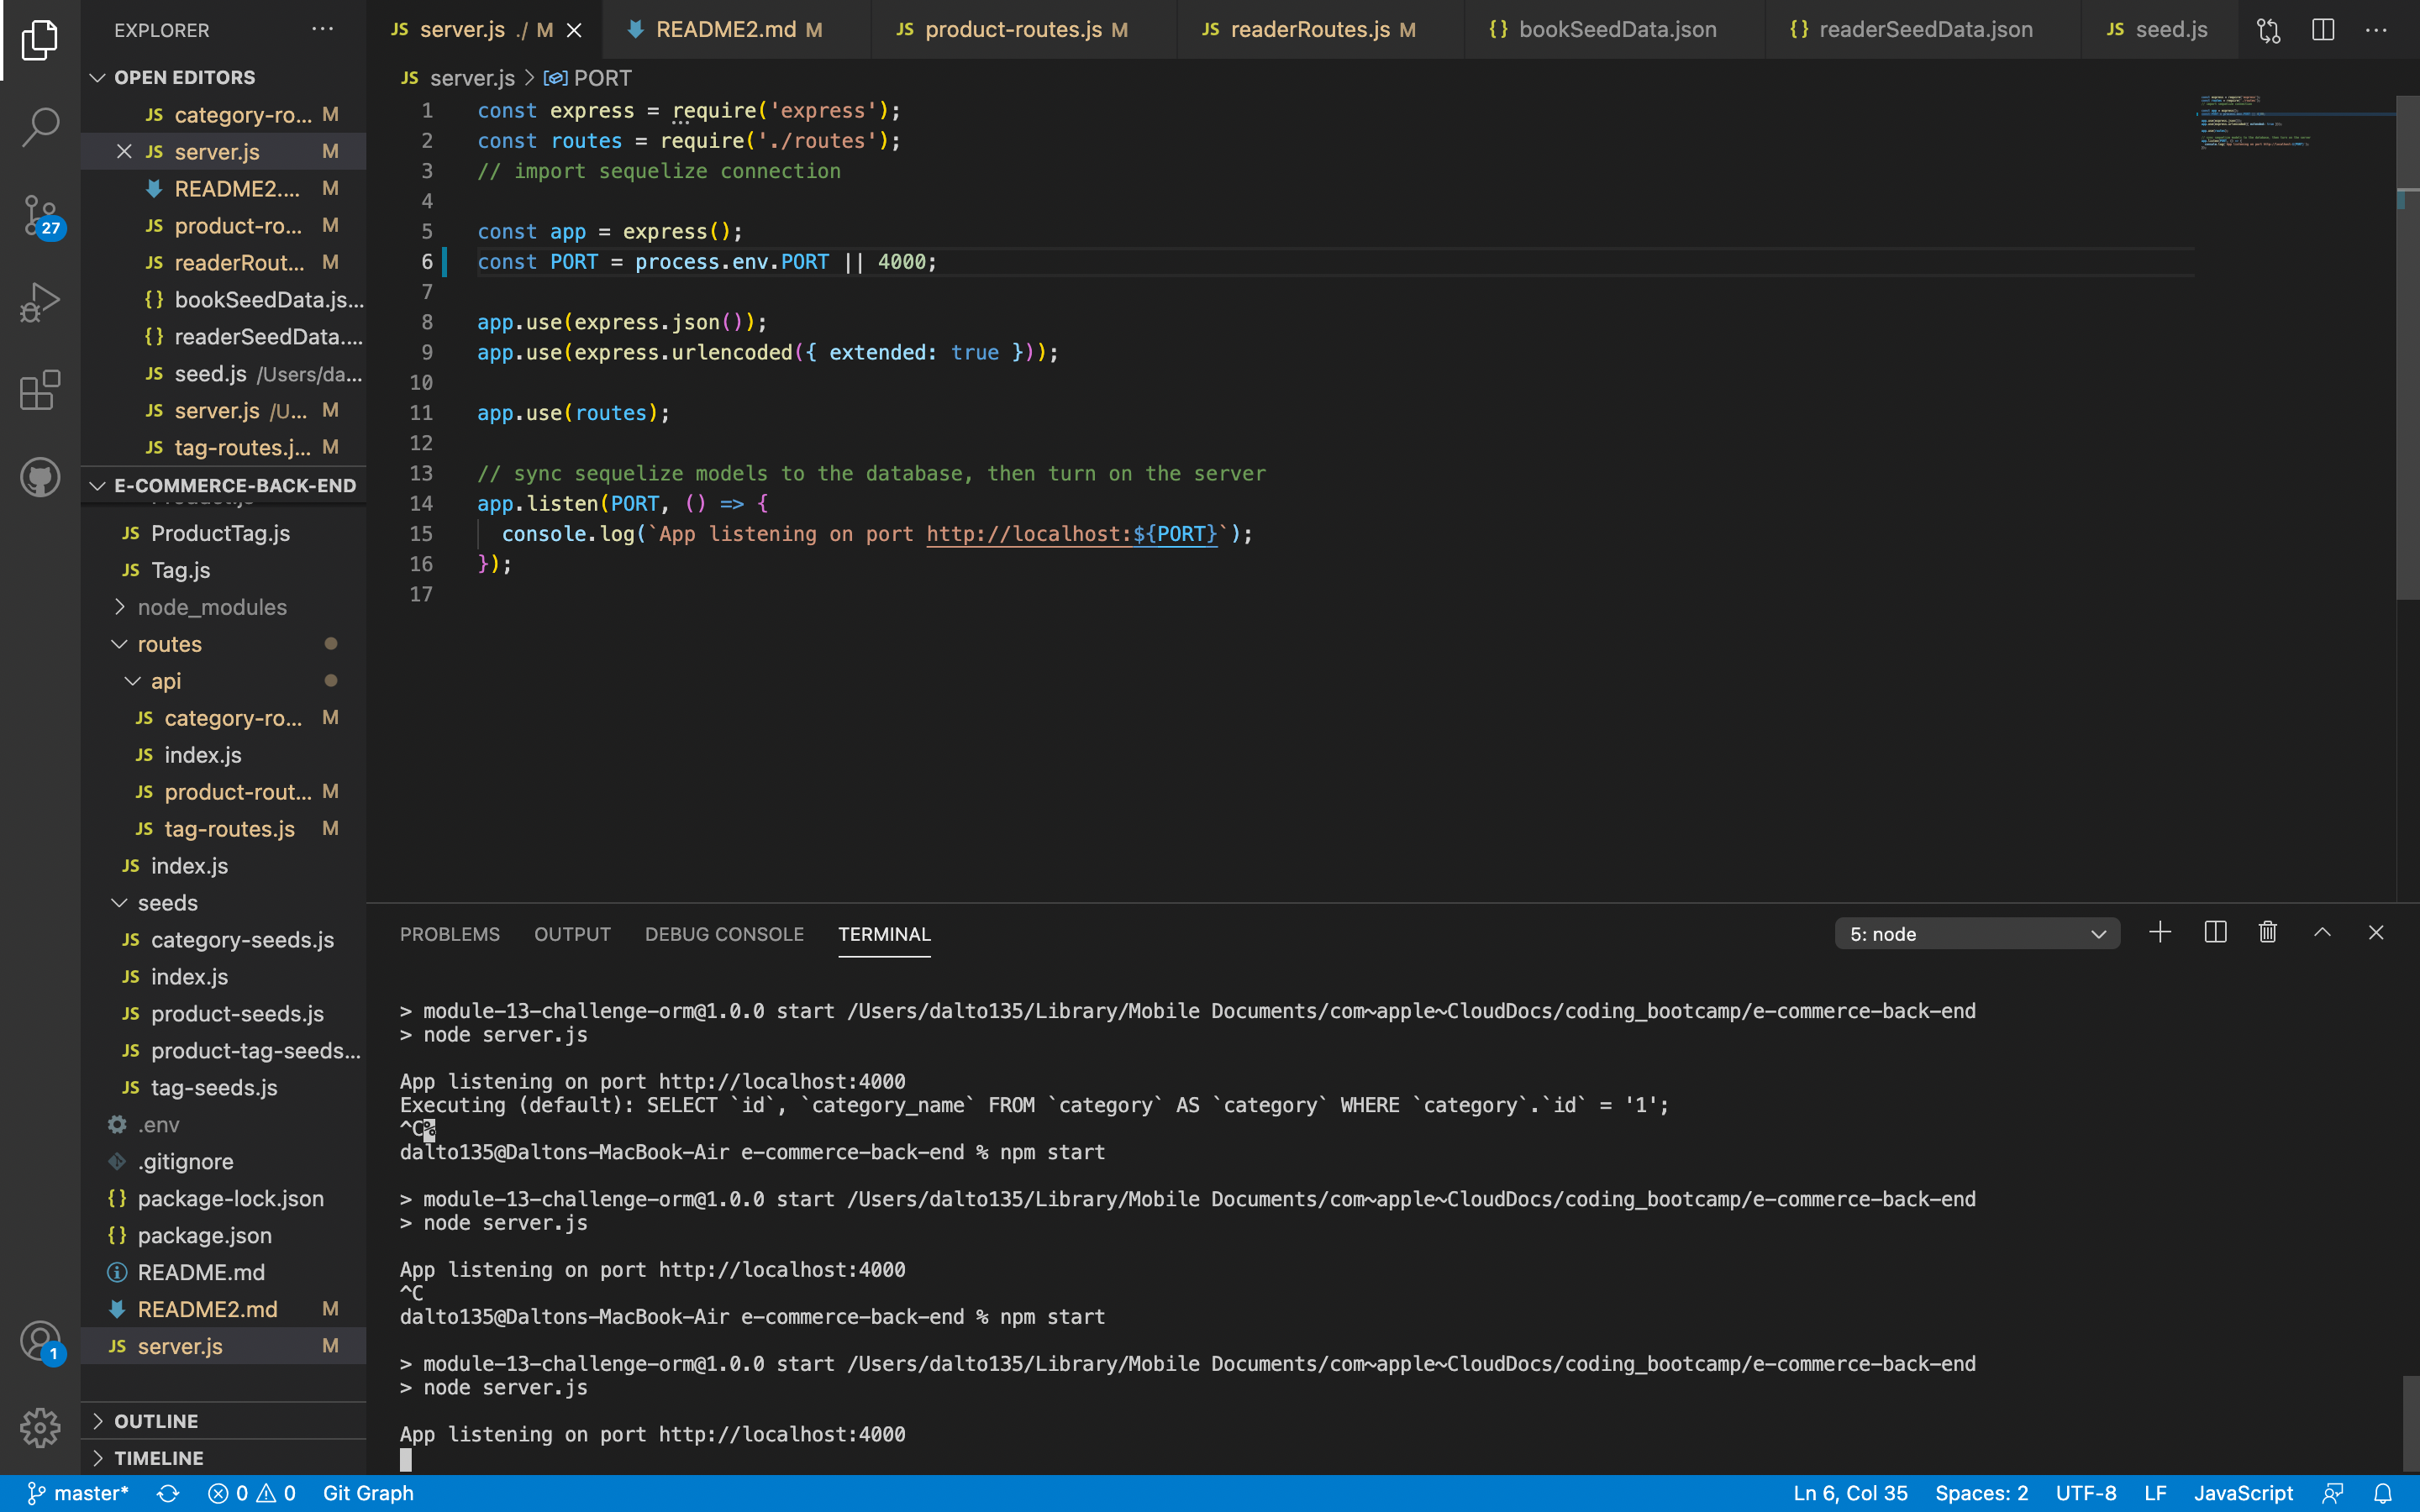 EXPLORER
OPEN EDITORS
JS category-ro... M
JS server.js M
README2.... M
JS product-ro... M
JS readerRout... M
{} bookSeedData.js...
{} readerSeedData....
JS seed.js /Users/da...
JS server.js /U... M
JS tag-routes.j... M
E-COMMERCE-BACK-END
JS ProductTag.js
JS Tag.js
node_modules
routes
api
JS category-ro... M
JS index.js
JS product-rout... M
JS tag-routes.js M
JS index.js
seeds
JS category-seeds.js
JS index.js
JS product-seeds.js
JS product-tag-seeds...
JS tag-seeds.js
.env
.gitignore
{} package-lock.json
{} package.json
README.md
README2.md M
JS server.js M
OUTLINE
TIMELINE
27
1
JS server.js ./ M
README2.md M
JS product-routes.js M
JS readerRoutes.js M
{} bookSeedData.json
{} readerSeedData.json
JS seed.js
JS server.js > PORT
1 const express = require('express');
2 const routes = require('./routes');
3 // import sequelize connection
4
5 const app = express();
6 const PORT = process.env.PORT || 4000;
7
8 app.use(express.json());
9 app.use(express.urlencoded({ extended: true }));
10
11 app.use(routes);
12
13 // sync sequelize models to the database, then turn on the server
14 app.listen(PORT, () => {
15 console.log(`App listening on port http://localhost:${PORT}`);
16 });
17
PROBLEMS OUTPUT DEBUG CONSOLE TERMINAL
5: node
> module-13-challenge-orm@1.0.0 start /Users/dalto135/Library/Mobile Documents/com~apple~CloudDocs/coding_bootcamp/e-commerce-back-end
> node server.js
App listening on port http://localhost:4000
Executing (default): SELECT `id`, `category_name` FROM `category` AS `category` WHERE `category`.`id` = '1';
^C%
dalto135@Daltons-MacBook-Air e-commerce-back-end % npm start
> module-13-challenge-orm@1.0.0 start /Users/dalto135/Library/Mobile Documents/com~apple~CloudDocs/coding_bootcamp/e-commerce-back-end
> node server.js
App listening on port http://localhost:4000
^C
dalto135@Daltons-MacBook-Air e-commerce-back-end % npm start
> module-13-challenge-orm@1.0.0 start /Users/dalto135/Library/Mobile Documents/com~apple~CloudDocs/coding_bootcamp/e-commerce-back-end
> node server.js
App listening on port http://localhost:4000
master* 0 0 Git Graph
Ln 6, Col 35 Spaces: 2 UTF-8 LF JavaScript